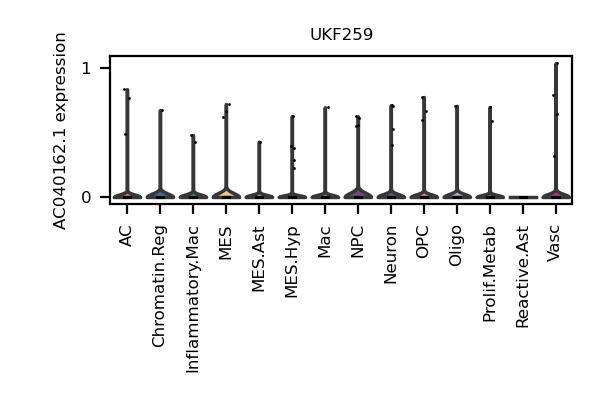 UKF259
AC040162.1 expression
1
0
AC
Chromatin.Reg
Inflammatory.Mac
MES
MES.Ast
MES.Hyp
Mac
NPC
Neuron
OPC
Oligo
Prolif.Metab
Reactive.Ast
Vasc